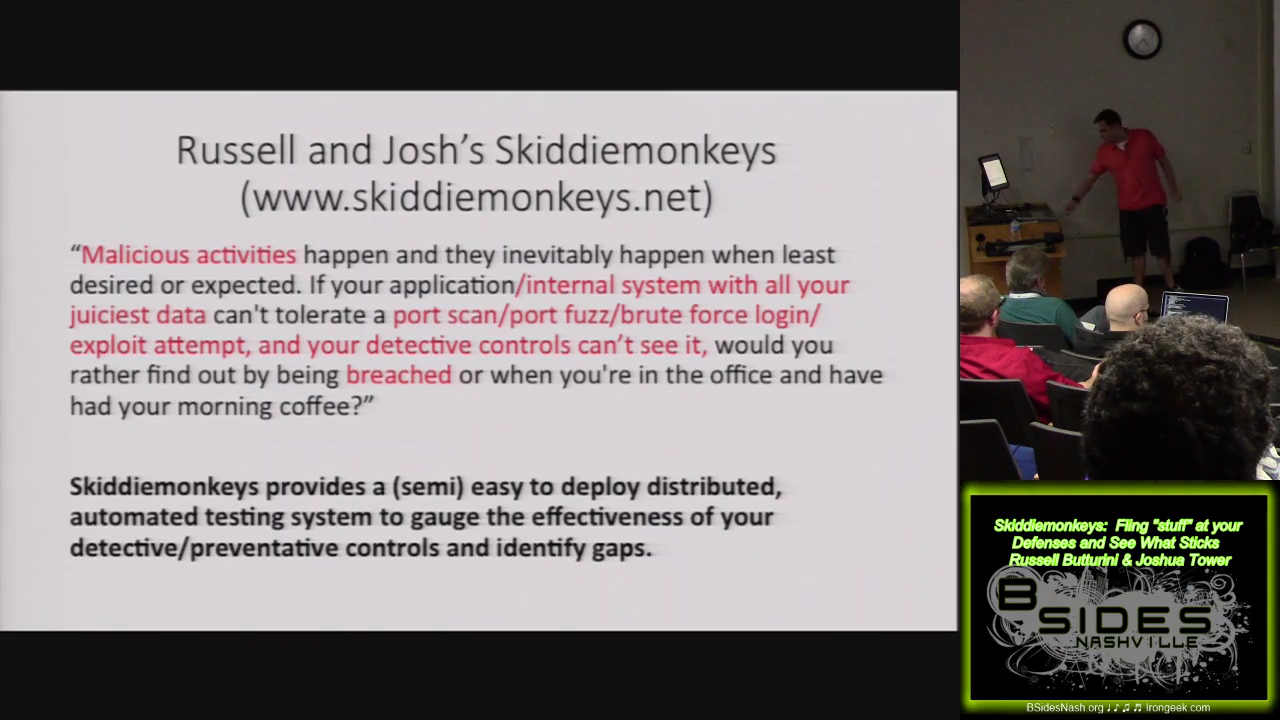 Russell and Josh's Skiddiemonkeys
(www.skiddiemonkeys.net)
“Malicious activities happen and they inevitably happen when least
desired or expected. If your application/internal system with all your
juiciest data can't tolerate a port scan/port fuzz/brute force login/
exploit attempt, and your detective controls can’t see it, would you
rather find out by being breached or when you're in the office and have
had your morning coffee?”
Skiddiemonkeys provides a (semi) easy to deploy distributed,
automated testing system to gauge the effectiveness of your
detective/preventative controls and identify gaps.
Skiddiemonkeys: Fling "stuff" at your
Defenses and See What Sticks
Russell Butturini & Joshua Tower
BSIDES
NASHVILLE
BSidesNash.org ♩ ♪ ♫ ♬ Irongeek.com